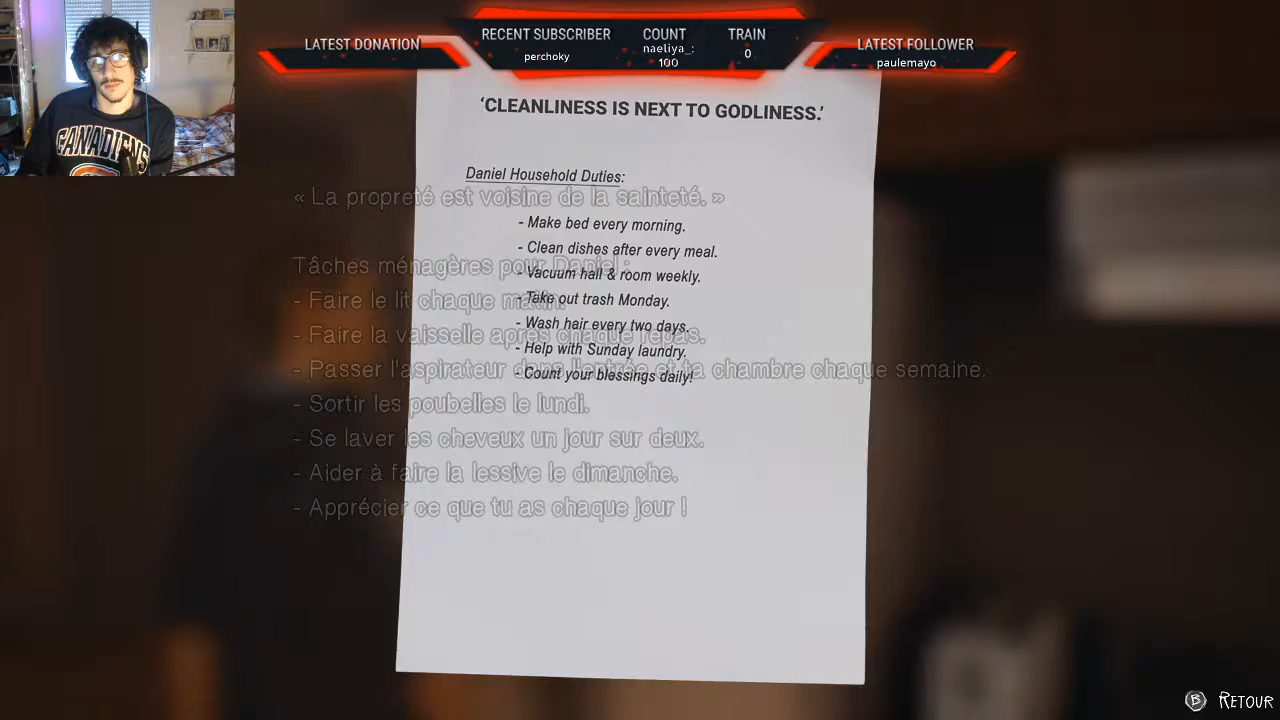 LATEST DONATION
RECENT SUBSCRIBER
perchoky
COUNT
naeliya_:
100
TRAIN
0
LATEST FOLLOWER
paulemayo
CANADIENS
'CLEANLINESS IS NEXT TO GODLINESS.'
Daniel Household Duties:
- Make bed every morning.
- Clean dishes after every meal.
- Vacuum hall & room weekly.
- Take out trash Monday.
- Wash hair every two days.
- Help with Sunday laundry.
- Count your blessings daily!
« La propreté est voisine de la sainteté. »
Tâches ménagères pour Daniel :
- Faire le lit chaque matin.
- Faire la vaisselle après chaque repas.
- Passer l'aspirateur dans l'entrée et ta chambre chaque semaine.
- Sortir les poubelles le lundi.
- Se laver les cheveux un jour sur deux.
- Aider à faire la lessive le dimanche.
- Apprécier ce que tu as chaque jour !
B RETOUR